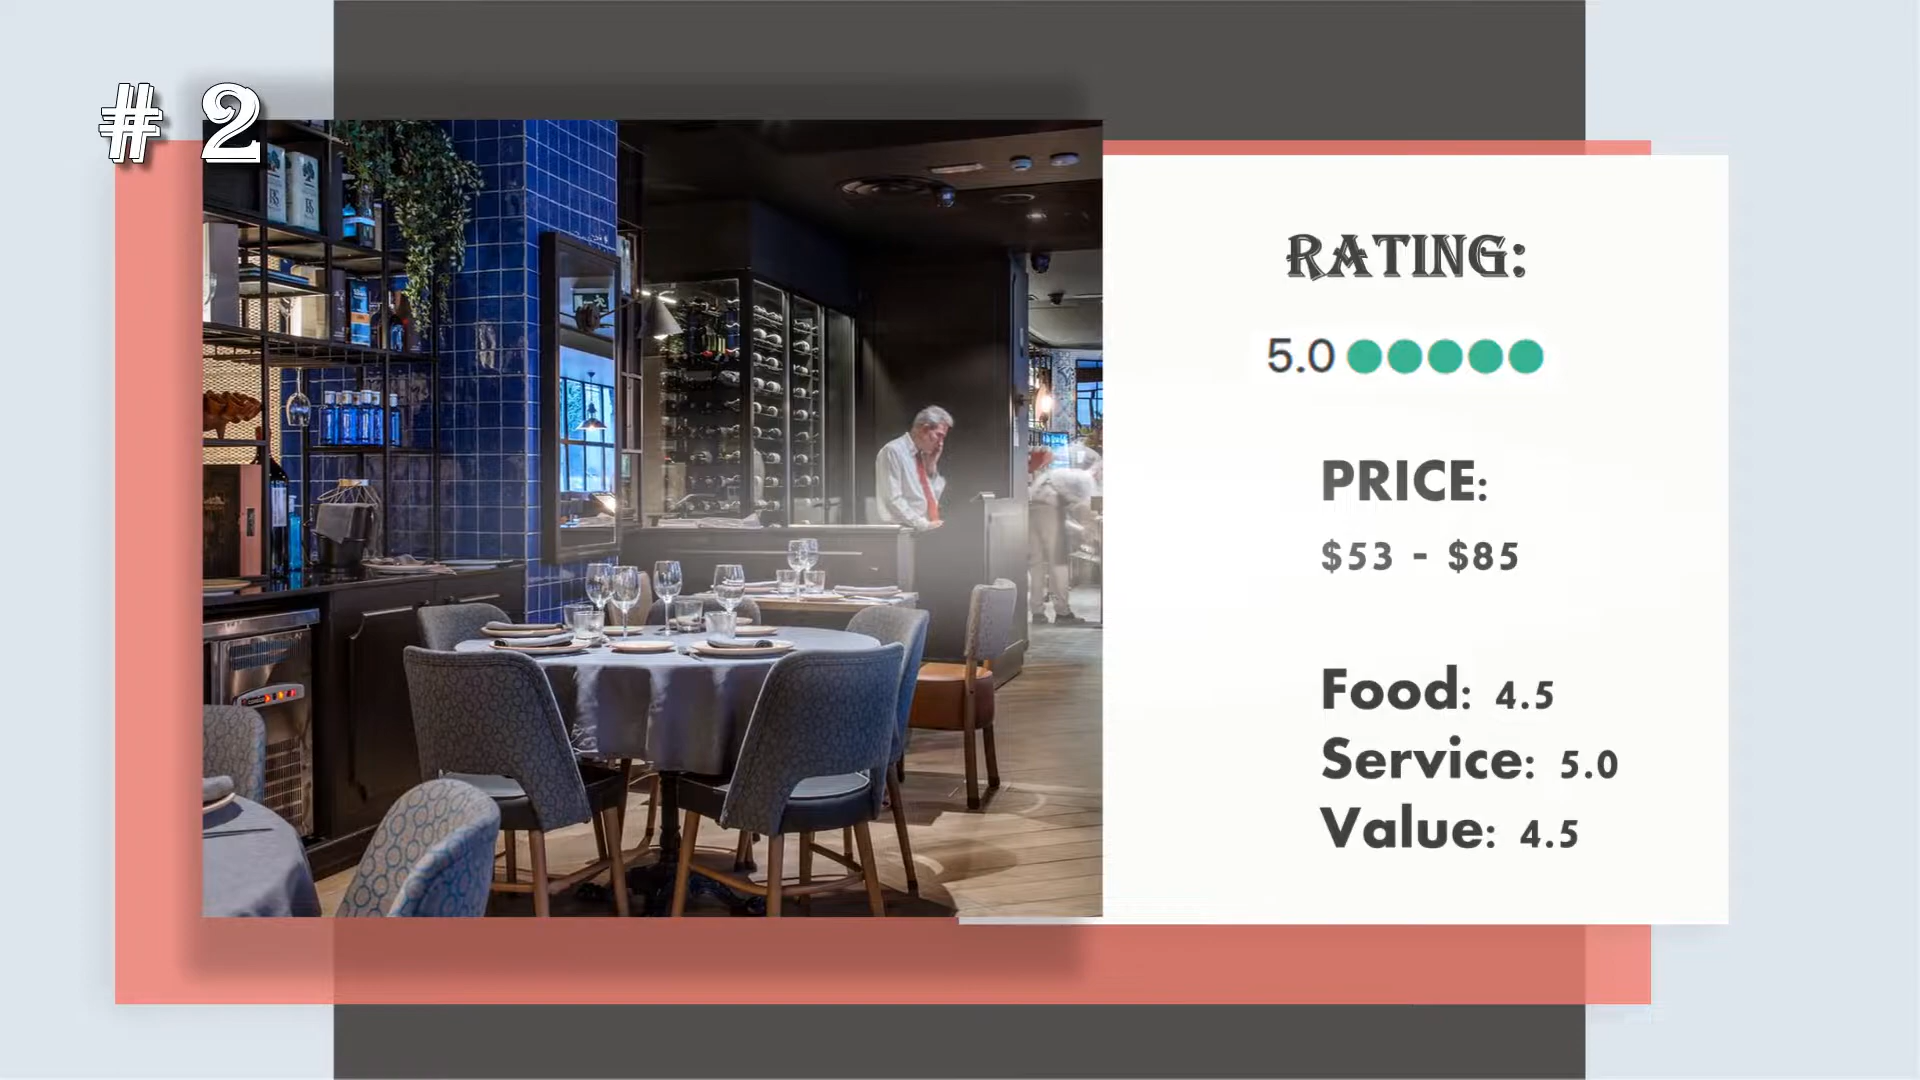 # 2
RATING:
5.0
PRICE:
$53 - $85
Food: 4.5
Service: 5.0
Value: 4.5